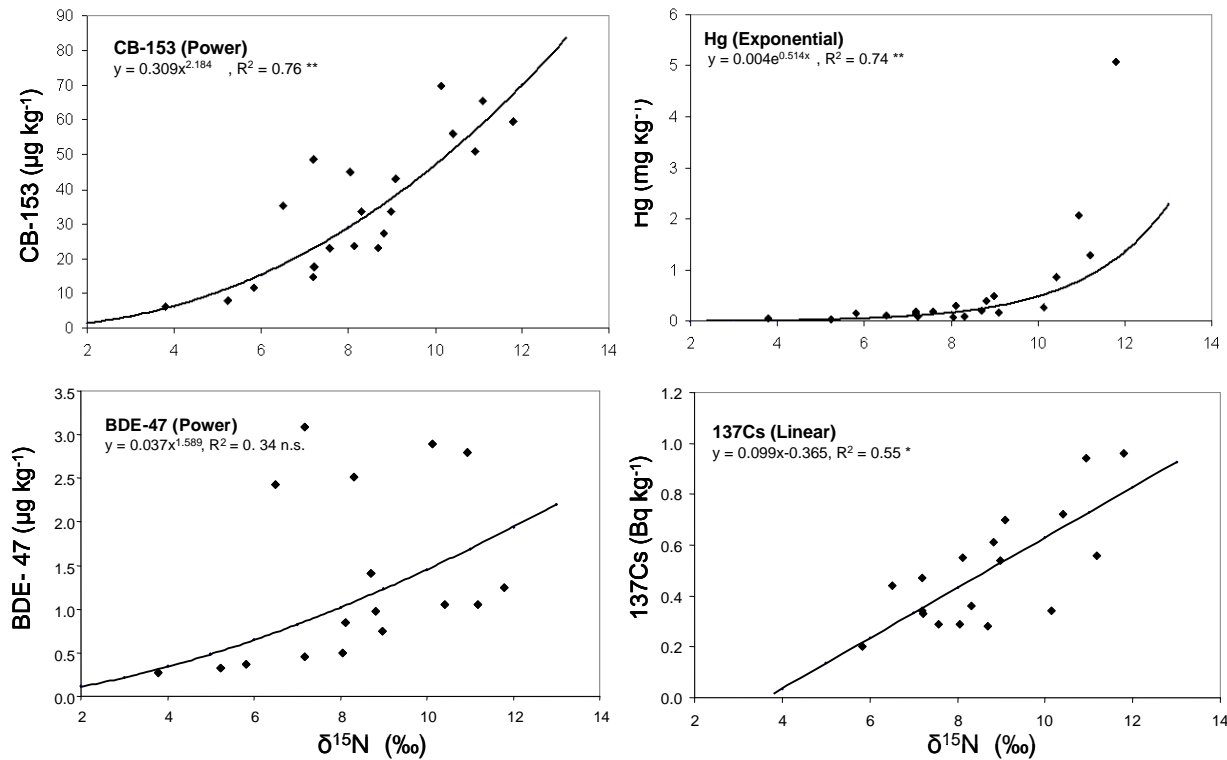 CB-153 (Power)
y = 0.309x^2.184 , R² = 0.76 **
CB-153 (µg kg⁻¹)
90
80
70
60
50
40
30
20
10
0
2 4 6 8 10 12 14
Hg (Exponential)
y = 0.004e^0.514x , R² = 0.74 **
Hg (mg kg⁻¹)
6
5
4
3
2
1
0
2 4 6 8 10 12 14
BDE-47 (Power)
y = 0.037x^1.589, R² = 0. 34 n.s.
BDE- 47 (µg kg⁻¹)
3.5
3.0
2.5
2.0
1.5
1.0
0.5
0.0
2 4 6 8 10 12 14
δ¹⁵N (‰)
137Cs (Linear)
y = 0.099x-0.365, R² = 0.55 *
137Cs (Bq kg⁻¹)
1.2
1.0
0.8
0.6
0.4
0.2
0.0
2 4 6 8 10 12 14
δ¹⁵N (‰)